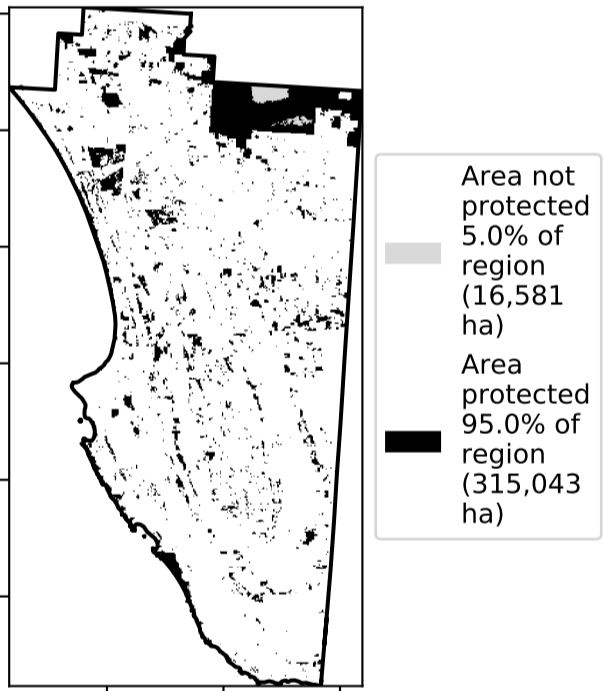 Area not
protected
5.0% of
region
(16,581
ha)
Area
protected
95.0% of
region
(315,043
ha)